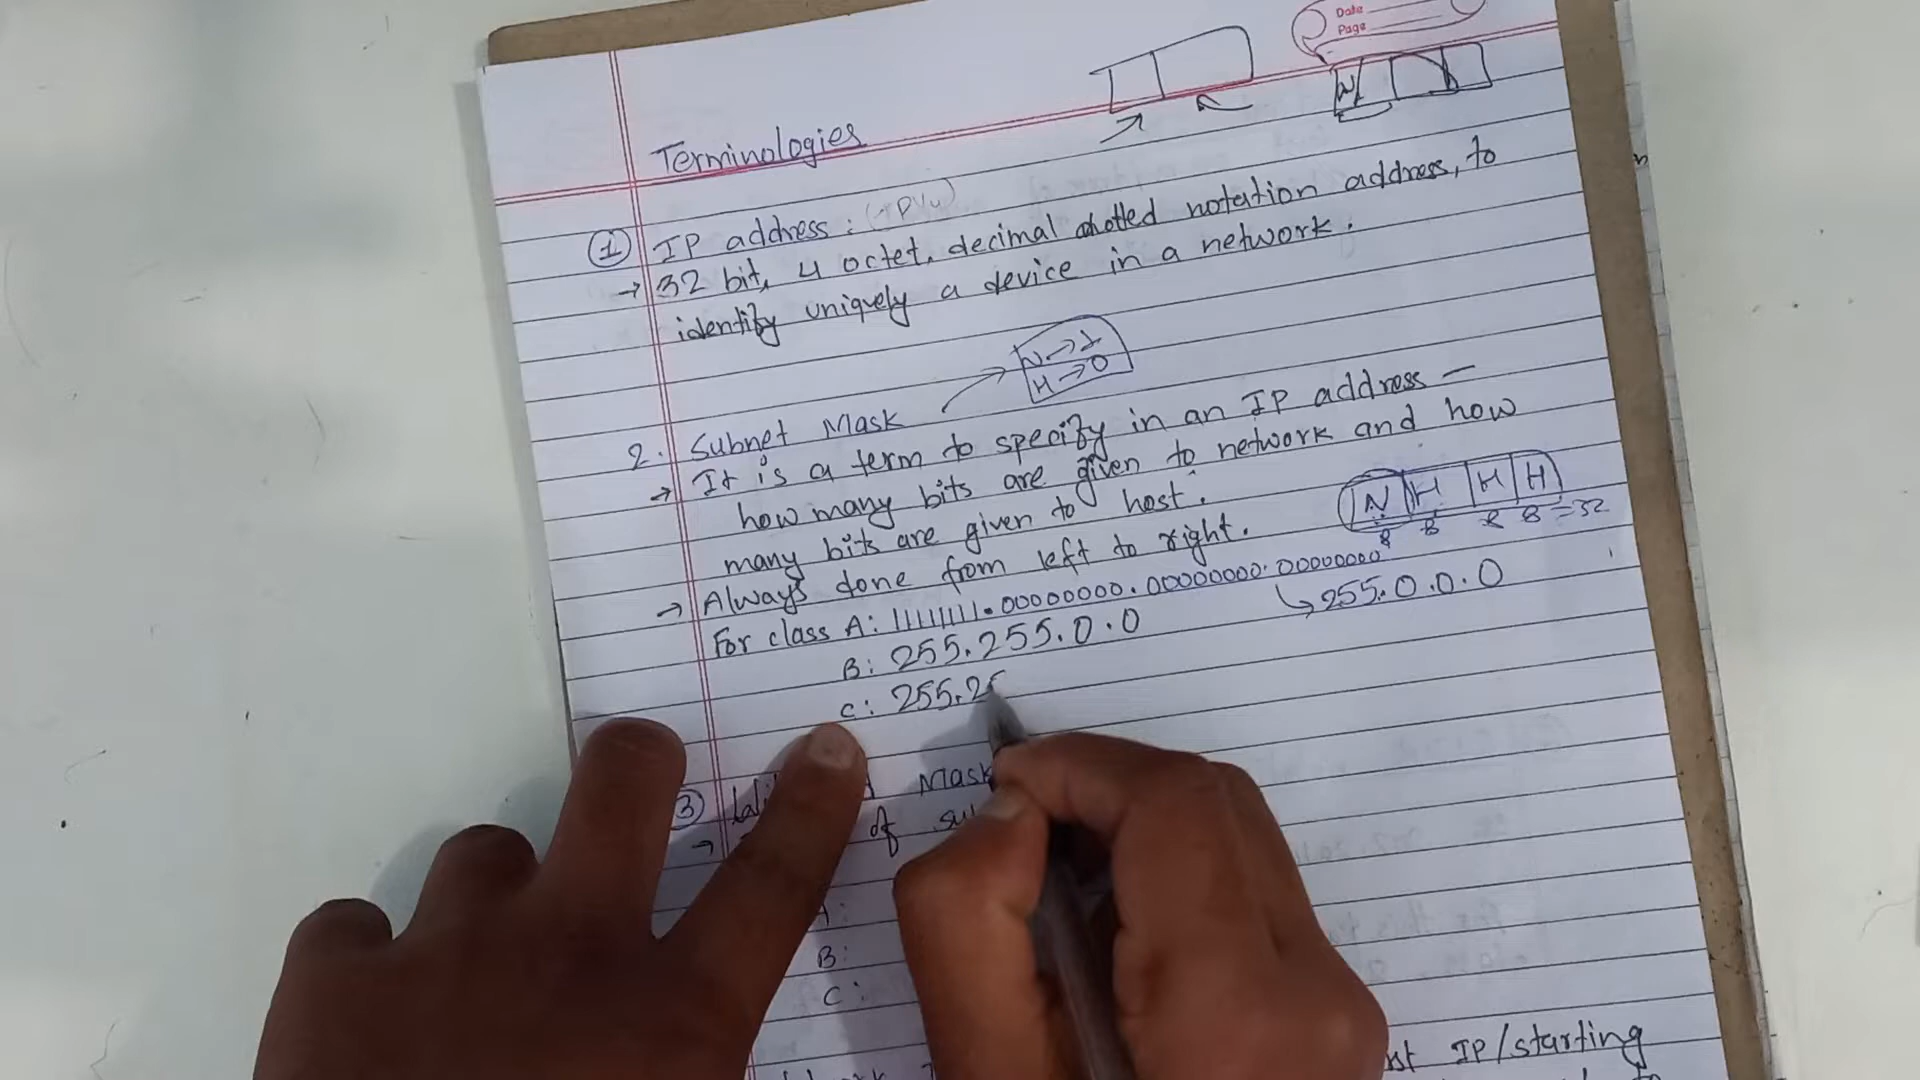 Date
Page
N
Terminologies
① IP address: (IPV4)
→ 32 bit, 4 octet, decimal dotted notation address, to
identify uniquely a device in a network.
N → 1
H → 0
2. Subnet Mask
→ It is a term to specify in an IP address -
how many bits are given to network and how
many bits are given to host.
N H H H
8 8 8 8 = 32
→ Always done from left to right.
For class A: 11111111.00000000.00000000.00000000
↳ 255.0.0.0
B: 255.255.0.0
C: 255.25
③ Mask
→ of
A:
B:
C:
IP/starting
to